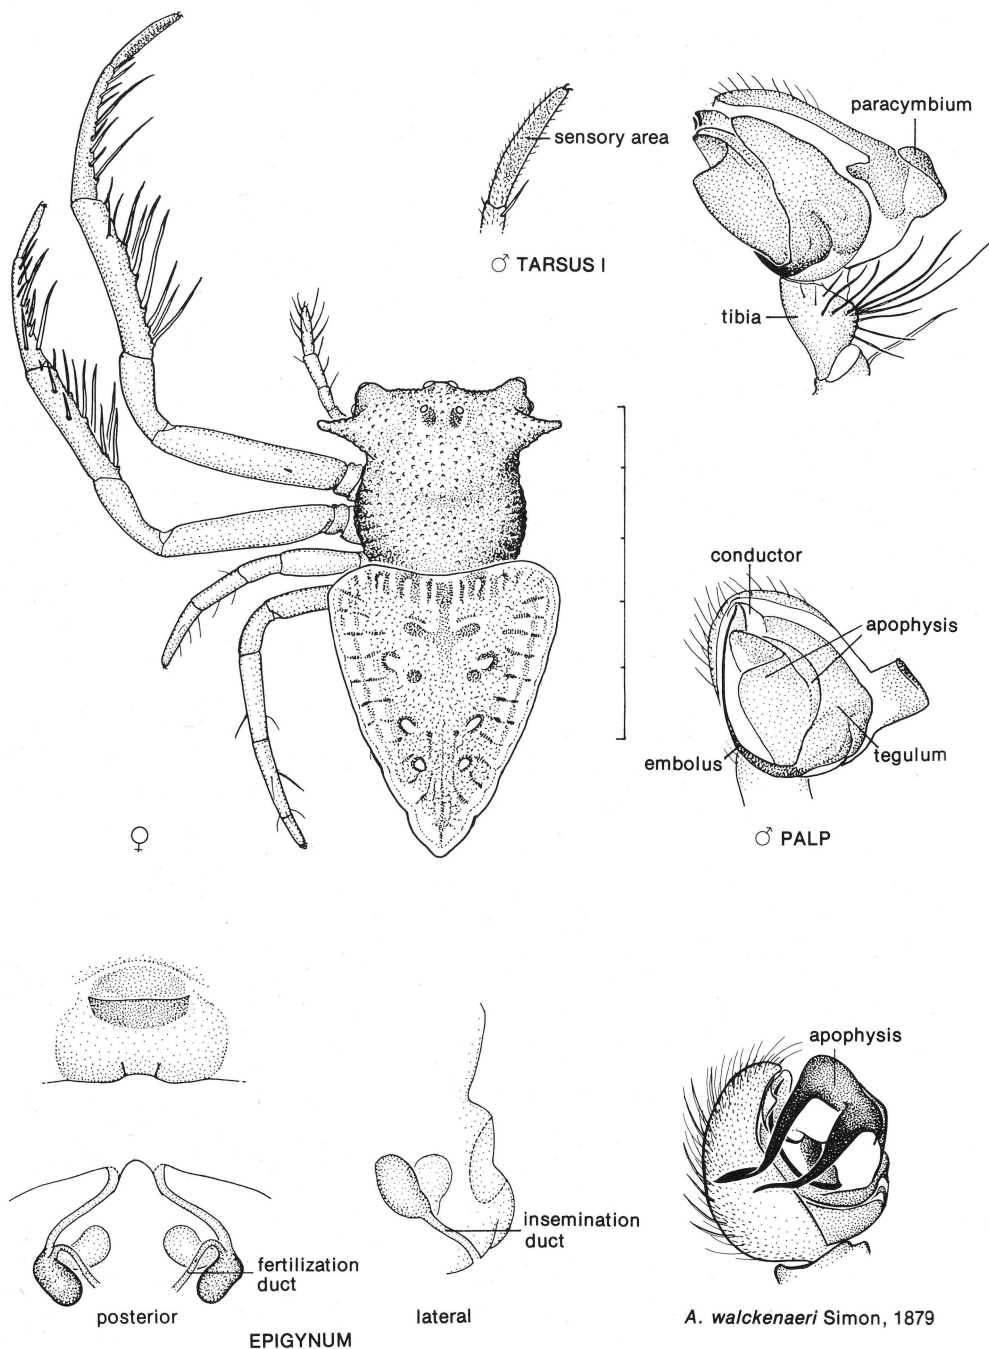 sensory area
♂ TARSUS I
paracymbium
tibia
conductor
apophysis
embolus
tegulum
♂ PALP
♀
insemination
duct
fertilization
duct
posterior
lateral
EPIGYNUM
apophysis
A. walckenaeri Simon, 1879